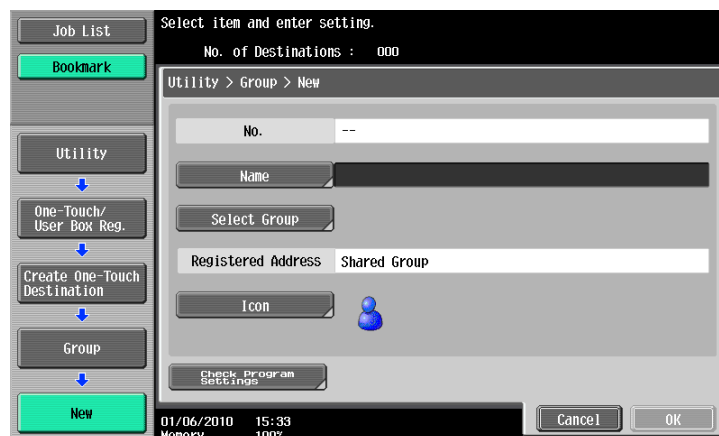 Job List
Bookmark
Utility
One-Touch/
User Box Reg.
Create One-Touch
Destination
Group
New
Select item and enter setting.
No. of Destinations : 000
Utility > Group > New
No. --
Name
Select Group
Registered Address Shared Group
Icon
Check Program
Settings
Cancel OK
01/06/2010 15:33
Memory 100%